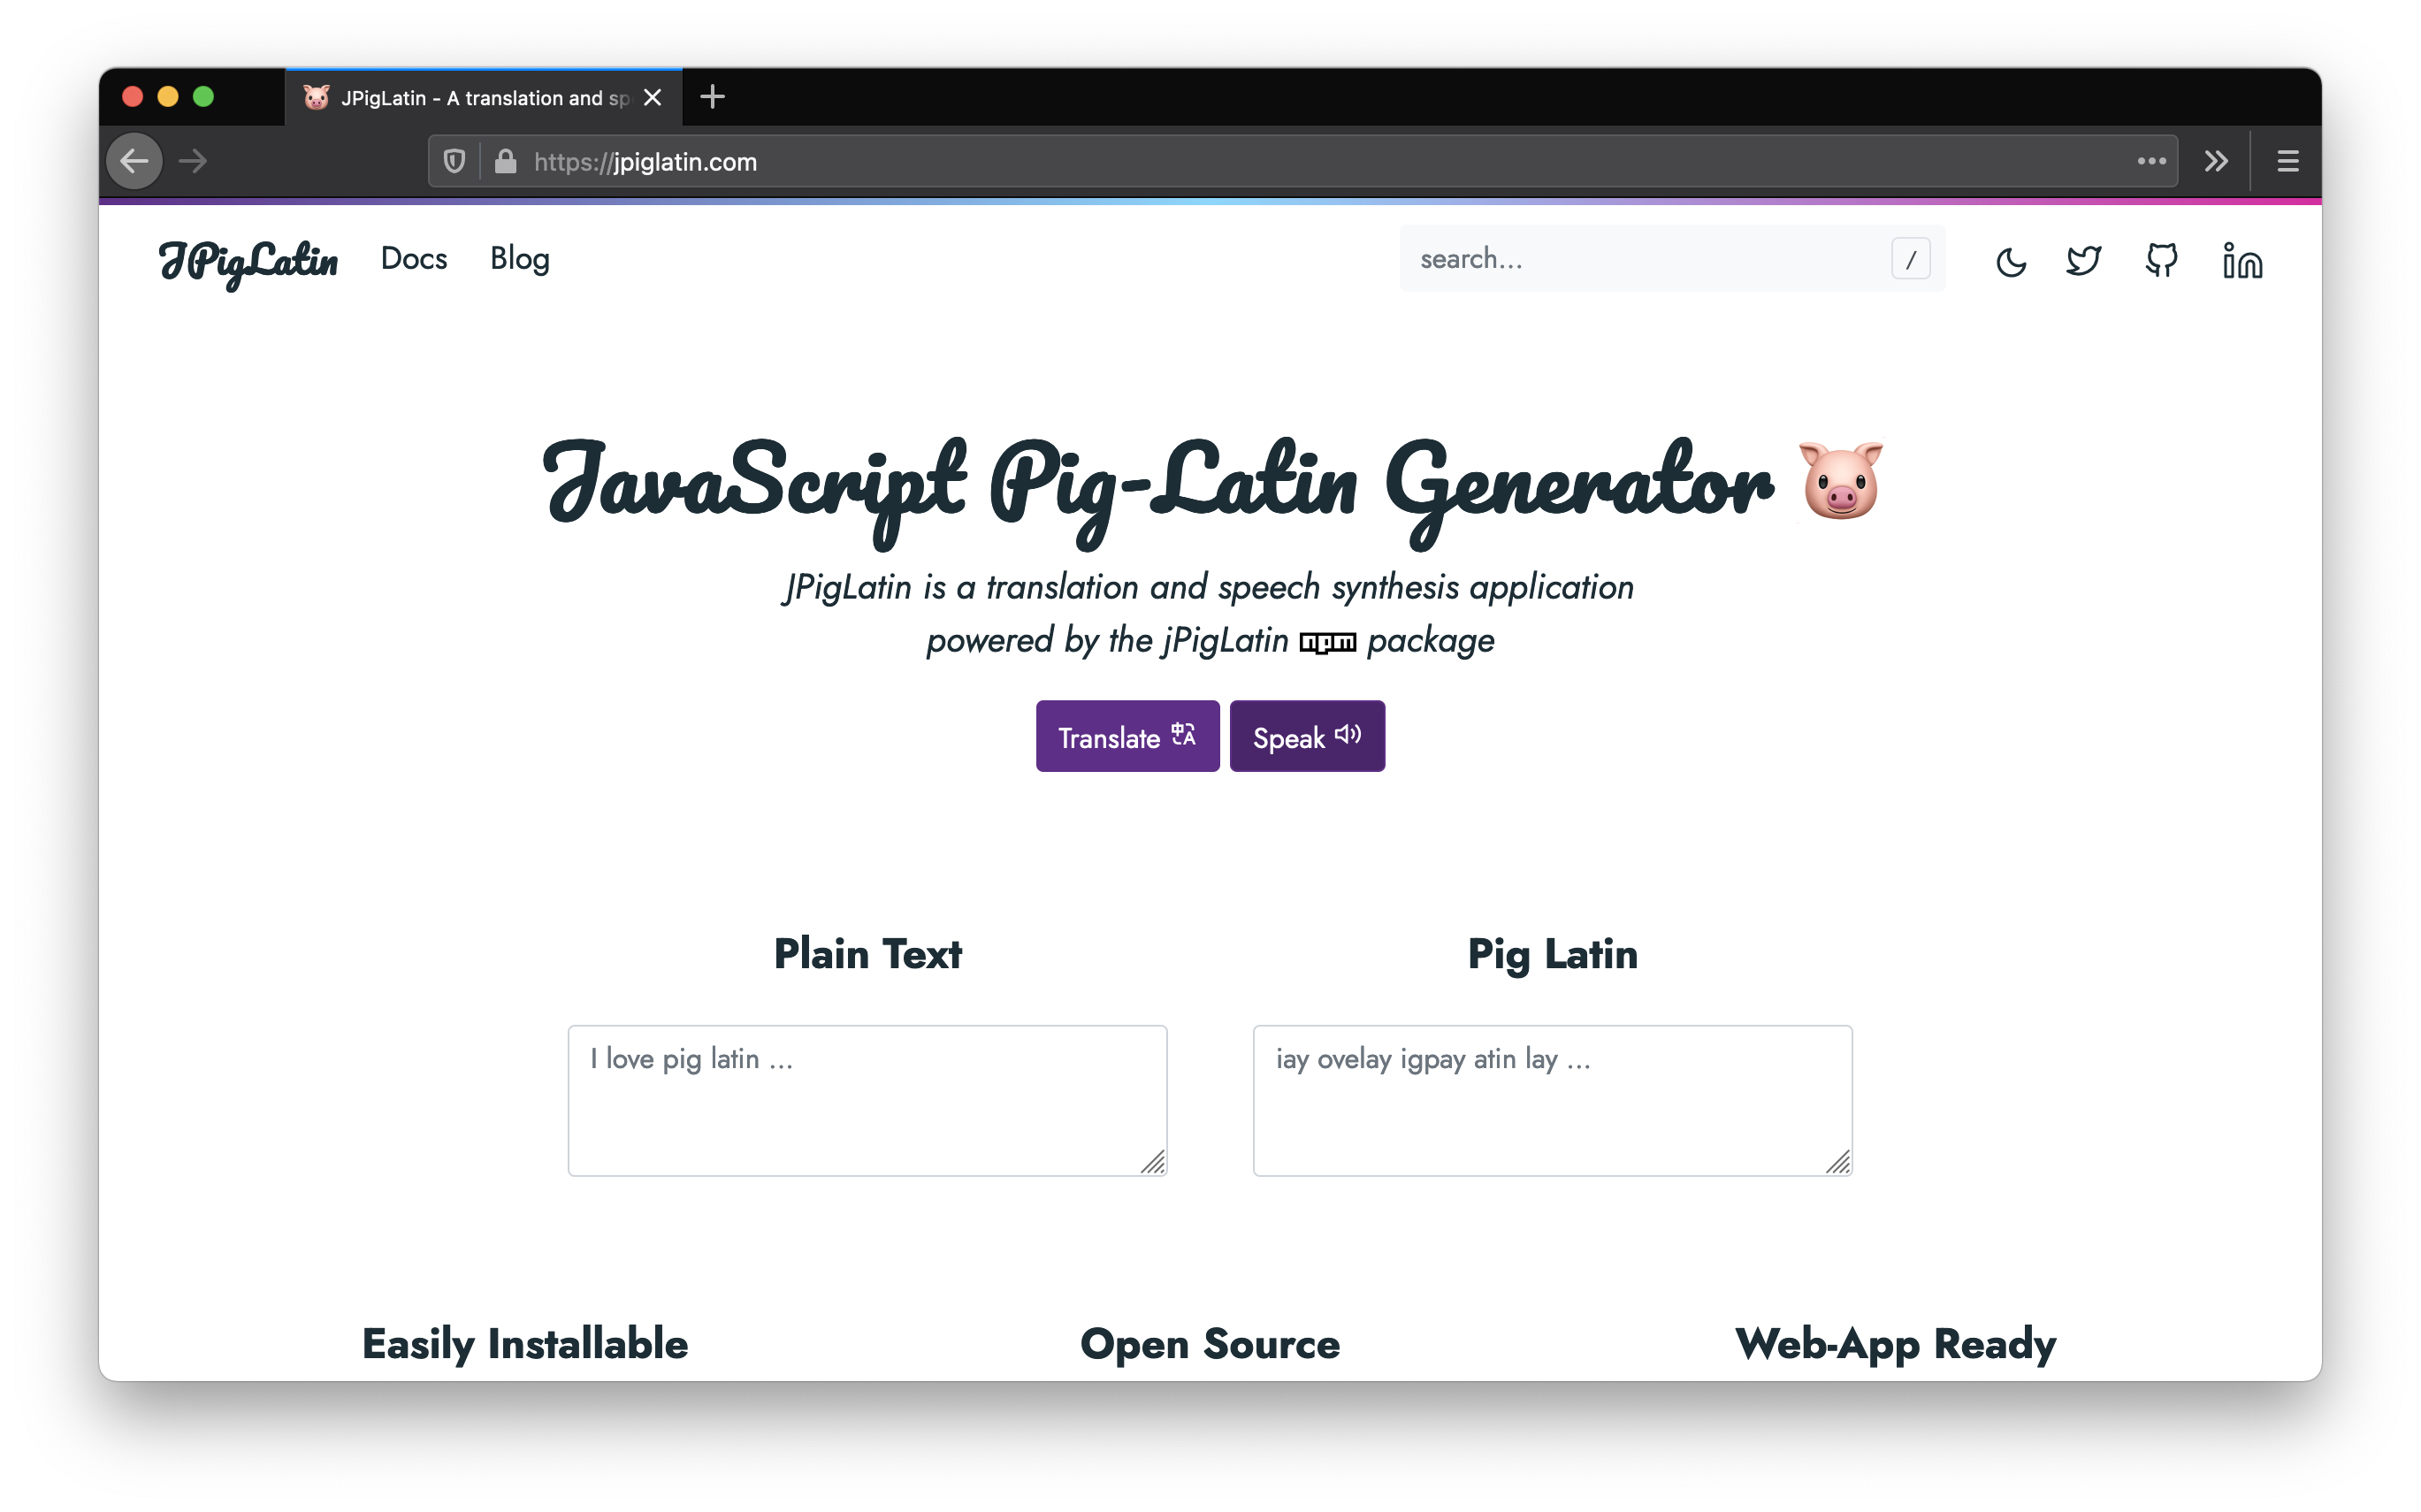 JPigLatin - A translation and sp
https://jpiglatin.com
JPigLatin Docs Blog search... /
JavaScript Pig-Latin Generator
JPigLatin is a translation and speech synthesis application
powered by the jPigLatin npm package
Translate Speak
Plain Text Pig Latin
I love pig latin ... iay ovelay igpay atin lay ...
Easily Installable Open Source Web-App Ready